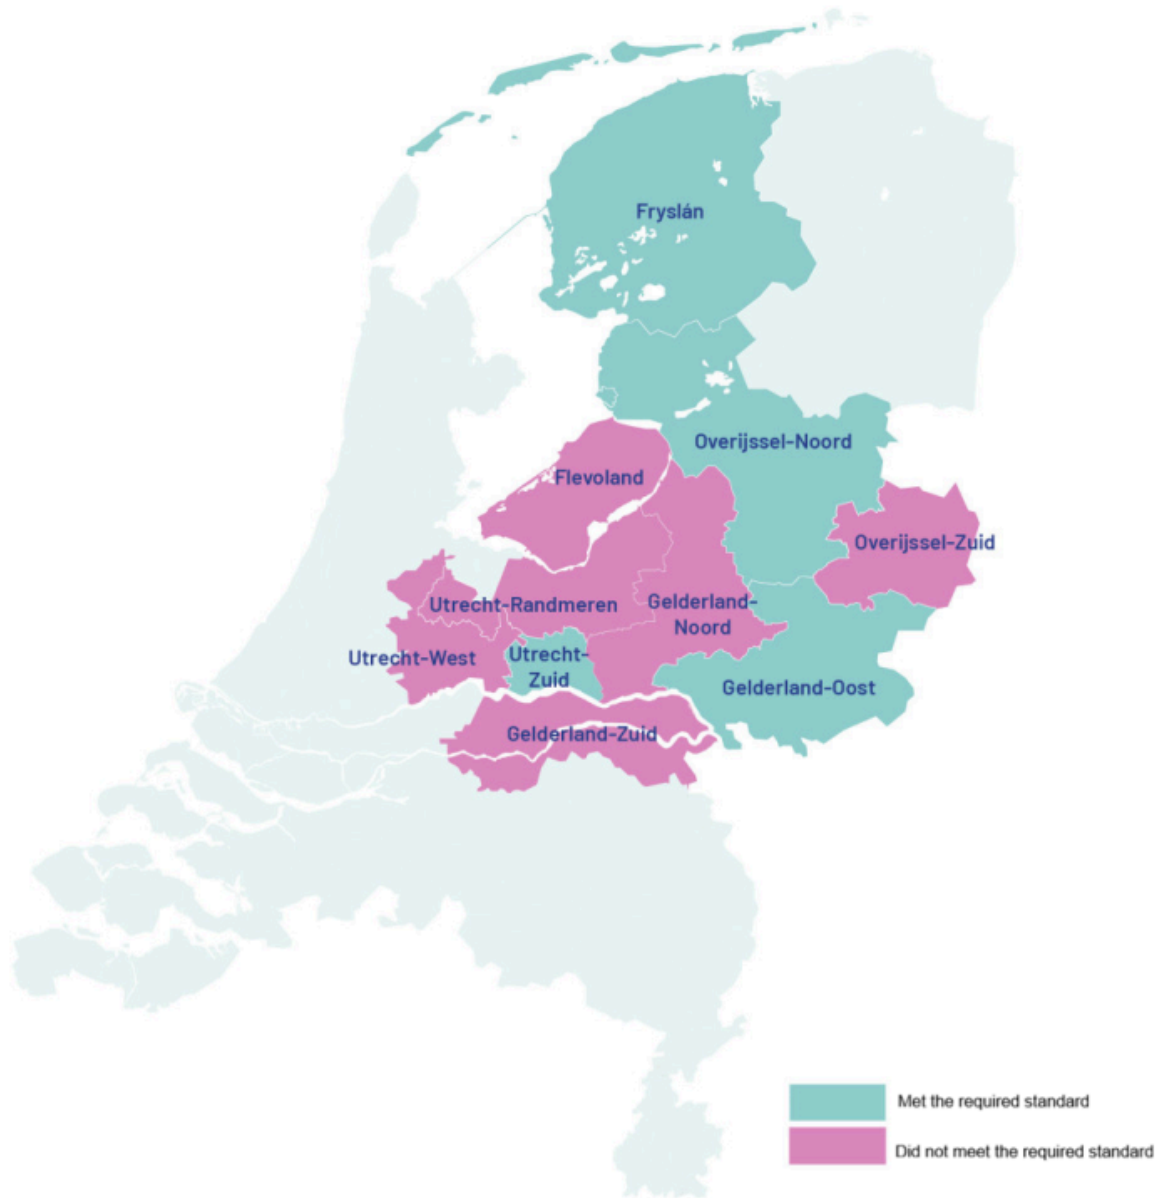 Fryslán
Overijssel-Noord
Flevoland
Overijssel-Zuid
Utrecht-Randmeren
Gelderland-
Noord
Utrecht-West
Utrecht-
Zuid
Gelderland-Oost
Gelderland-Zuid
Met the required standard
Did not meet the required standard